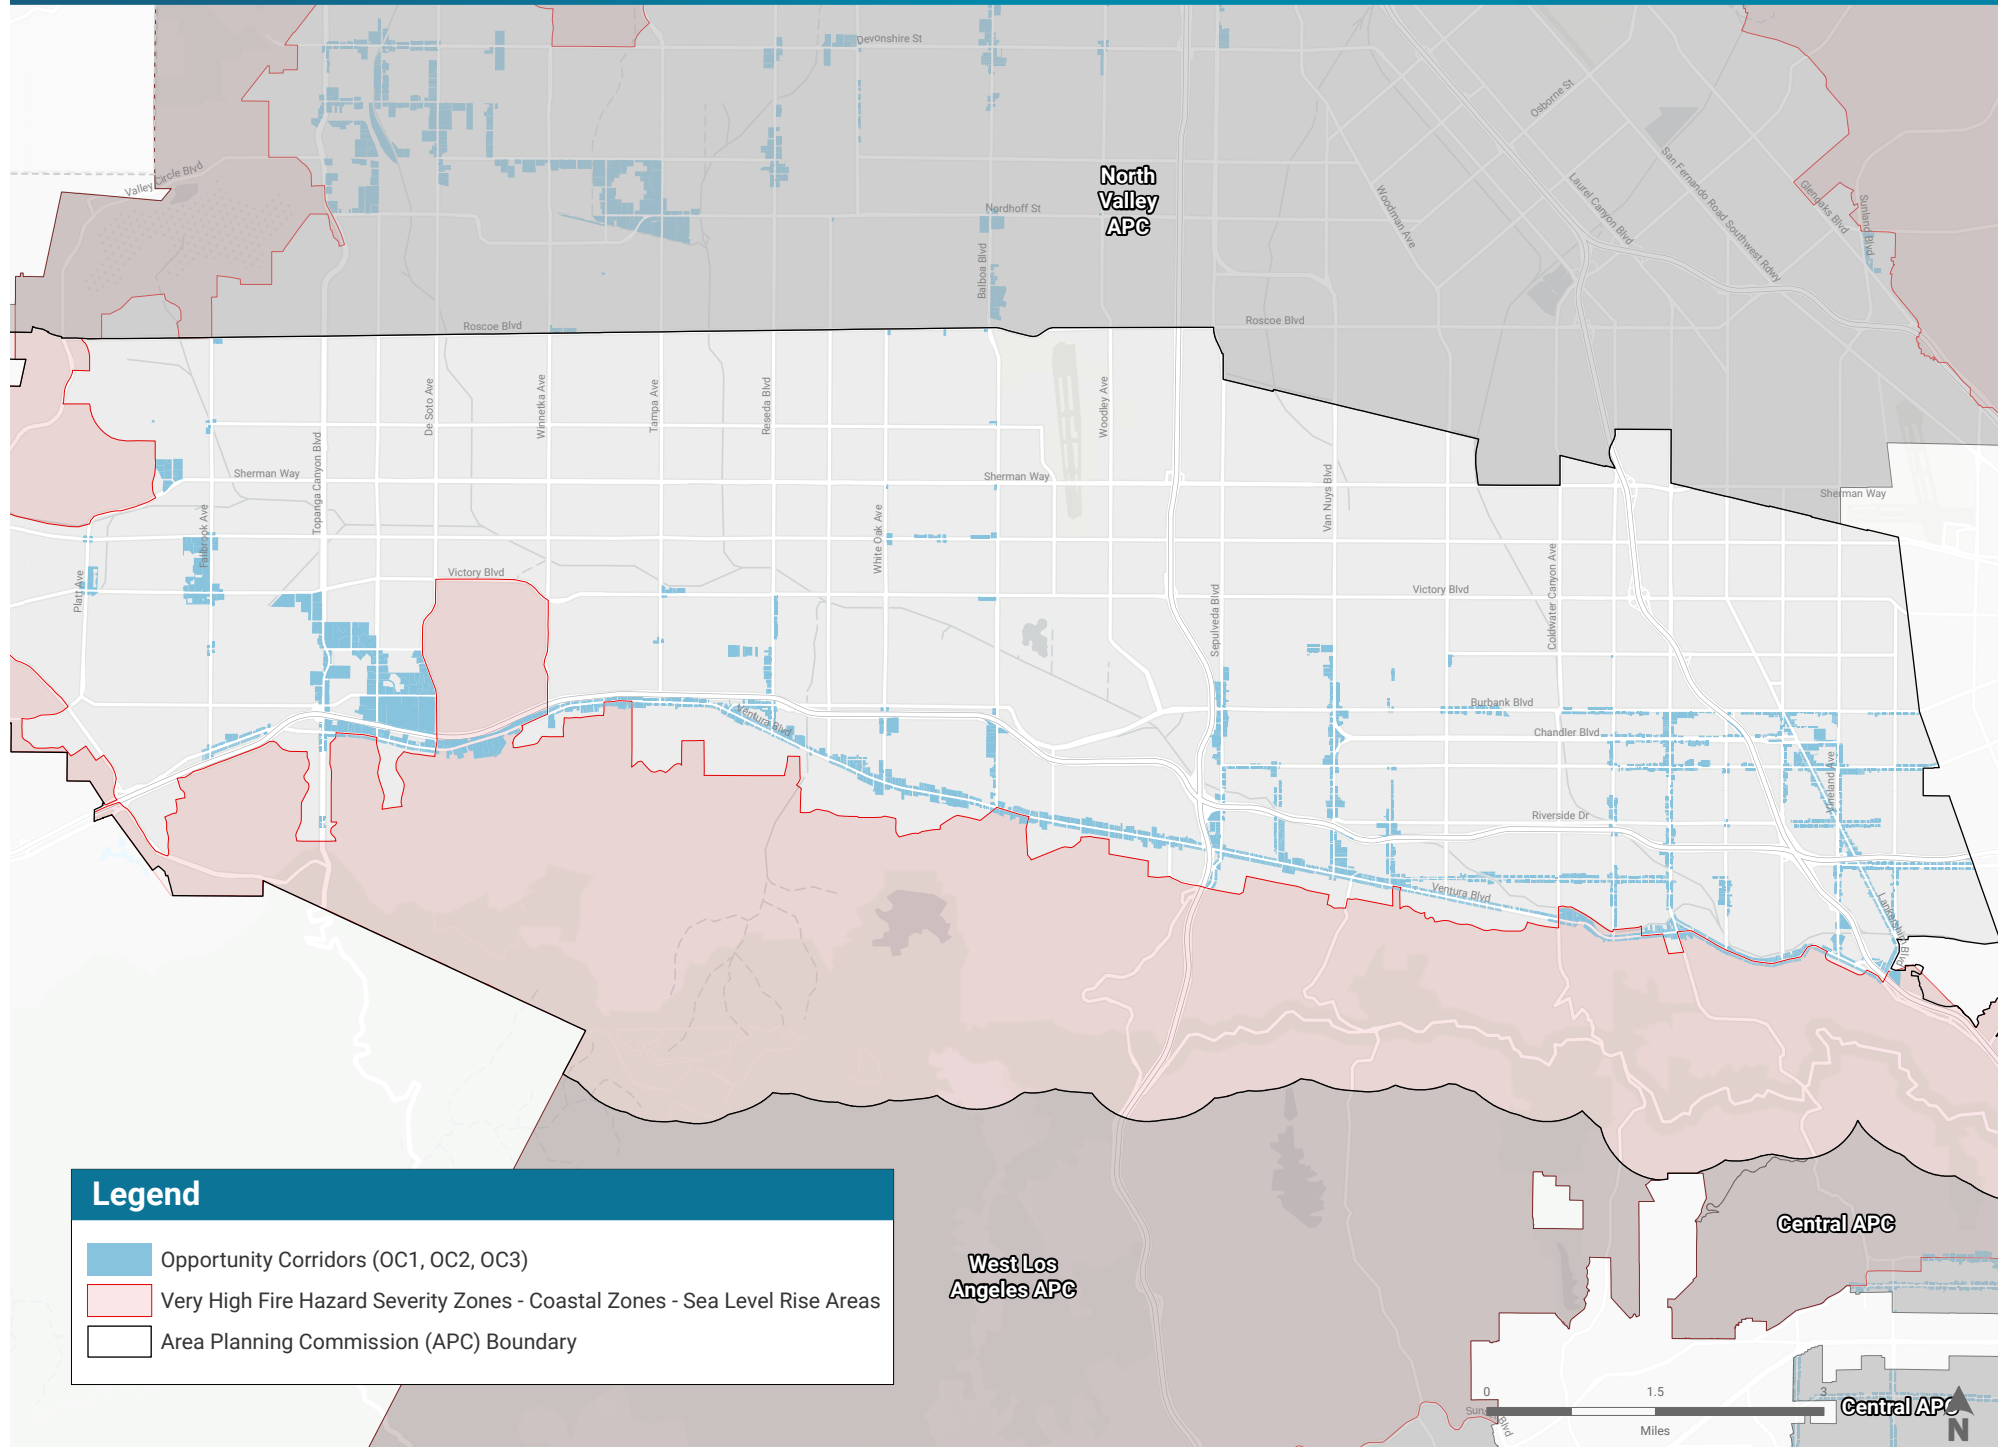 Devonshire St
Osborne St
San Fernando Road Southwest Rdwy
Valley Circle Blvd
North
Valley
APC
Laurel Canyon Blvd
Glenoaks Blvd
Sunland Blvd
Woodman Ave
Nordhoff St
Balboa Blvd
Roscoe Blvd
Roscoe Blvd
De Soto Ave
Winnetka Ave
Tampa Ave
Reseda Blvd
Woodley Ave
Topanga Canyon Blvd
Sherman Way
Sherman Way
Van Nuys Blvd
Sherman Way
Fallbrook Ave
White Oak Ave
Coldwater Canyon Ave
Platt Ave
Victory Blvd
Victory Blvd
Sepulveda Blvd
Burbank Blvd
Ventura Blvd
Chandler Blvd
Vineland Ave
Riverside Dr
Ventura Blvd
Lankershim Blvd
Legend
Opportunity Corridors (OC1, OC2, OC3)
Very High Fire Hazard Severity Zones - Coastal Zones - Sea Level Rise Areas
Area Planning Commission (APC) Boundary
West Los
Angeles APC
Central APC
0 1.5 3
Miles
Sunset Blvd
Central APC
N